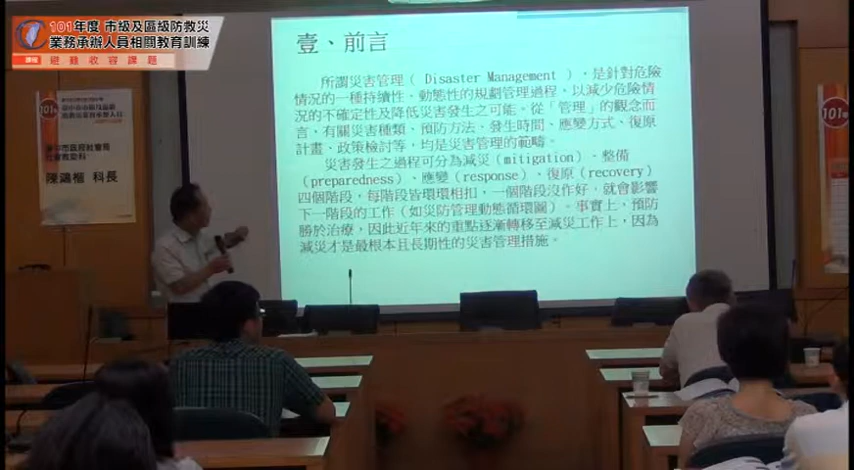 101年度 市級及區級防救災
業務承辦人員相關教育訓練
課程 避難收容課題
壹、前言
所謂災害管理（ Disaster Management ），是針對危險
情況的一種持續性、動態性的規劃管理過程，以減少危險情
況的不確定性及降低災害發生之可能。從「管理」的觀念而
言，有關災害種類、預防方法、發生時間、應變方式、復原
計畫、政策檢討等，均是災害管理的範疇。
災害發生之過程可分為減災（mitigation）、整備
（preparedness）、應變（response）、復原（recovery）
四個階段，每階段皆環環相扣，一個階段沒作好，就會影響
下一階段的工作（如災防管理動態循環圖）。事實上，預防
勝於治療，因此近年來的重點逐漸轉移至減災工作上，因為
減災才是最根本且長期性的災害管理措施。
101
科長
101